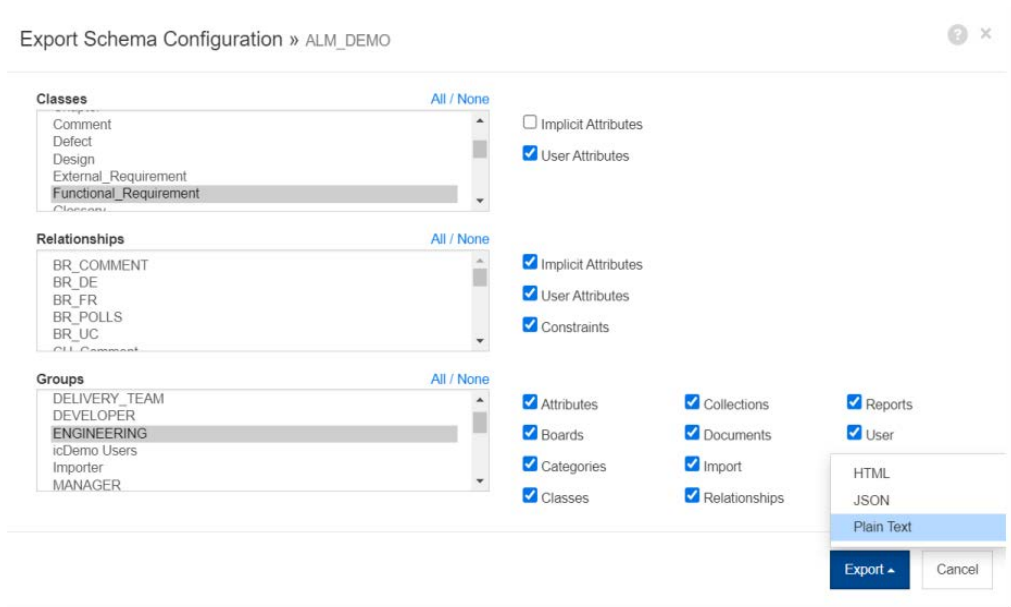 Export Schema Configuration » ALM_DEMO
Classes All / None
Comment
Defect
Design
External_Requirement
Functional_Requirement
Implicit Attributes
User Attributes
Relationships All / None
BR_COMMENT
BR_DE
BR_FR
BR_POLLS
BR_UC
Implicit Attributes
User Attributes
Constraints
Groups All / None
DELIVERY_TEAM
DEVELOPER
ENGINEERING
icDemo Users
Importer
MANAGER
Attributes Collections Reports
Boards Documents User
Categories Import
Classes Relationships
HTML
JSON
Plain Text
Export Cancel